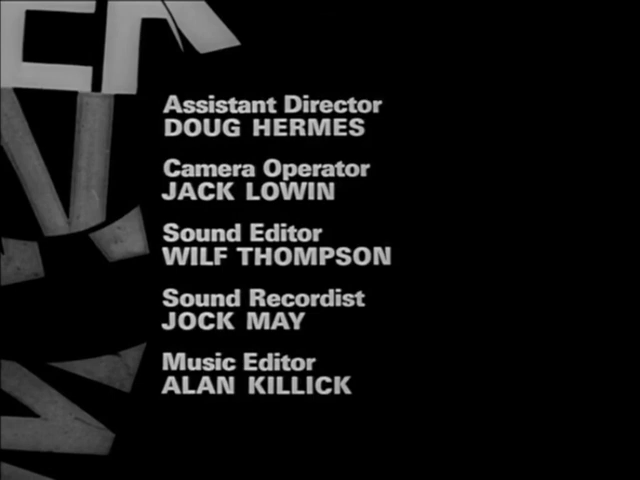 Assistant Director
DOUG HERMES
Camera Operator
JACK LOWIN
Sound Editor
WILF THOMPSON
Sound Recordist
JOCK MAY
Music Editor
ALAN KILLICK